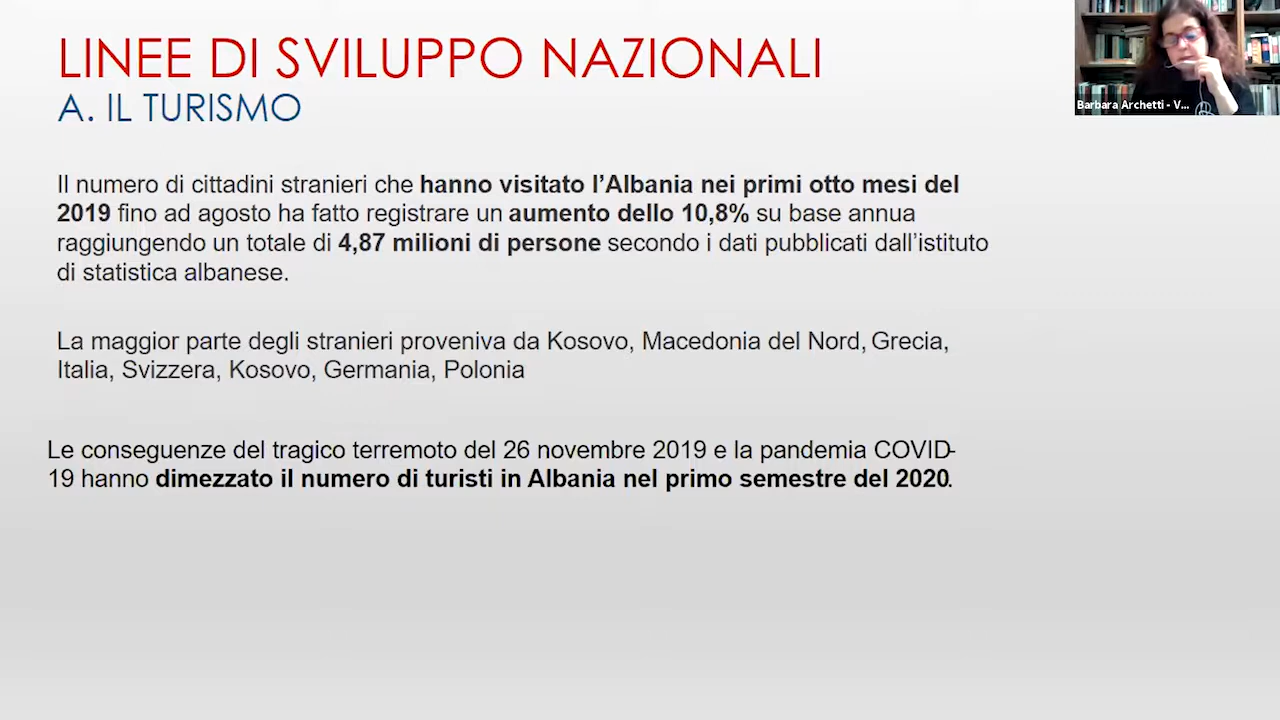 LINEE DI SVILUPPO NAZIONALI
A. IL TURISMO
Barbara Archetti - V...
Il numero di cittadini stranieri che hanno visitato l’Albania nei primi otto mesi del
2019 fino ad agosto ha fatto registrare un aumento dello 10,8% su base annua
raggiungendo un totale di 4,87 milioni di persone secondo i dati pubblicati dall’istituto
di statistica albanese.
La maggior parte degli stranieri proveniva da Kosovo, Macedonia del Nord, Grecia,
Italia, Svizzera, Kosovo, Germania, Polonia
Le conseguenze del tragico terremoto del 26 novembre 2019 e la pandemia COVID-
19 hanno dimezzato il numero di turisti in Albania nel primo semestre del 2020.